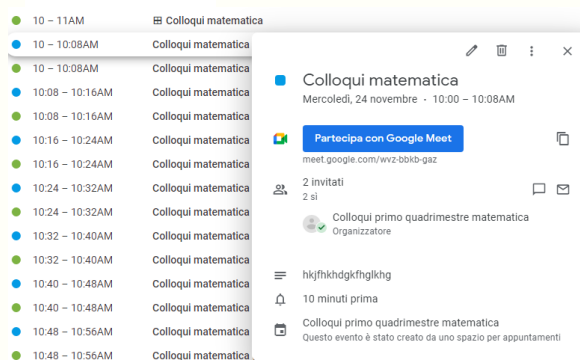 10 – 11AM Colloqui matematica
10 – 10:08AM Colloqui matematica
10 – 10:08AM Colloqui matematica
10:08 – 10:16AM Colloqui matematica
10:08 – 10:16AM Colloqui matematica
10:16 – 10:24AM Colloqui matematica
10:16 – 10:24AM Colloqui matematica
10:24 – 10:32AM Colloqui matematica
10:24 – 10:32AM Colloqui matematica
10:32 – 10:40AM Colloqui matematica
10:32 – 10:40AM Colloqui matematica
10:40 – 10:48AM Colloqui matematica
10:40 – 10:48AM Colloqui matematica
10:48 – 10:56AM Colloqui matematica
10:48 – 10:56AM Colloqui matematica
Colloqui matematica
Mercoledì, 24 novembre · 10:00 – 10:08AM
Partecipa con Google Meet
meet.google.com/wvz-bbkb-gaz
2 invitati
2 sì
Colloqui primo quadrimestre matematica
Organizzatore
hkjfhkhdgkfhglkhg
10 minuti prima
Colloqui primo quadrimestre matematica
Questo evento è stato creato da uno spazio per appuntamenti